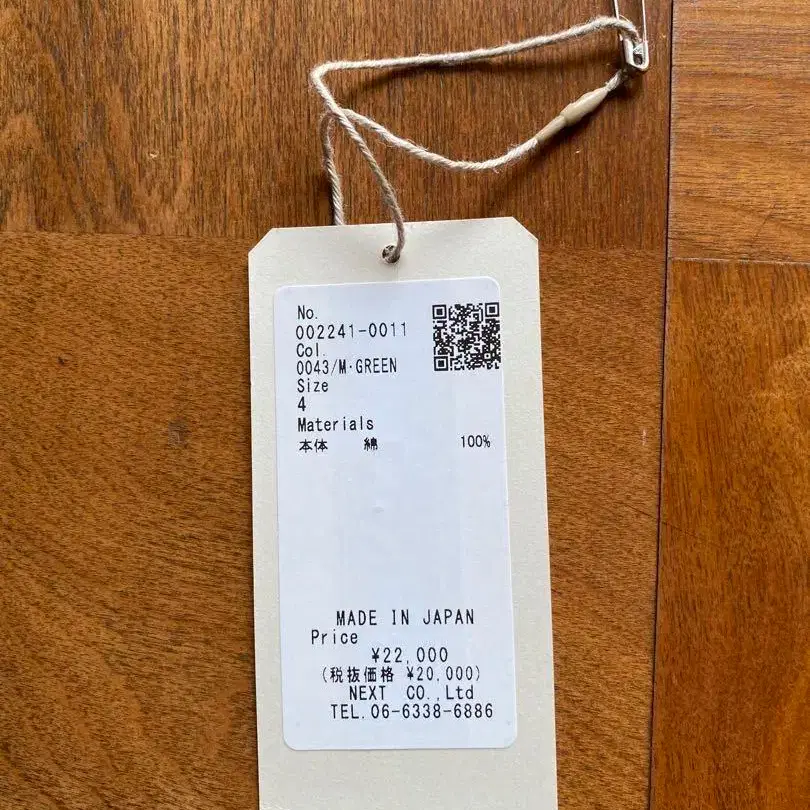 No.
002241-0011
Col.
0043/M·GREEN
Size
4
Materials
本体 綿 100%
MADE IN JAPAN
Price
¥22,000
(税抜価格 ¥20,000)
NEXT CO.,Ltd
TEL.06-6338-6886